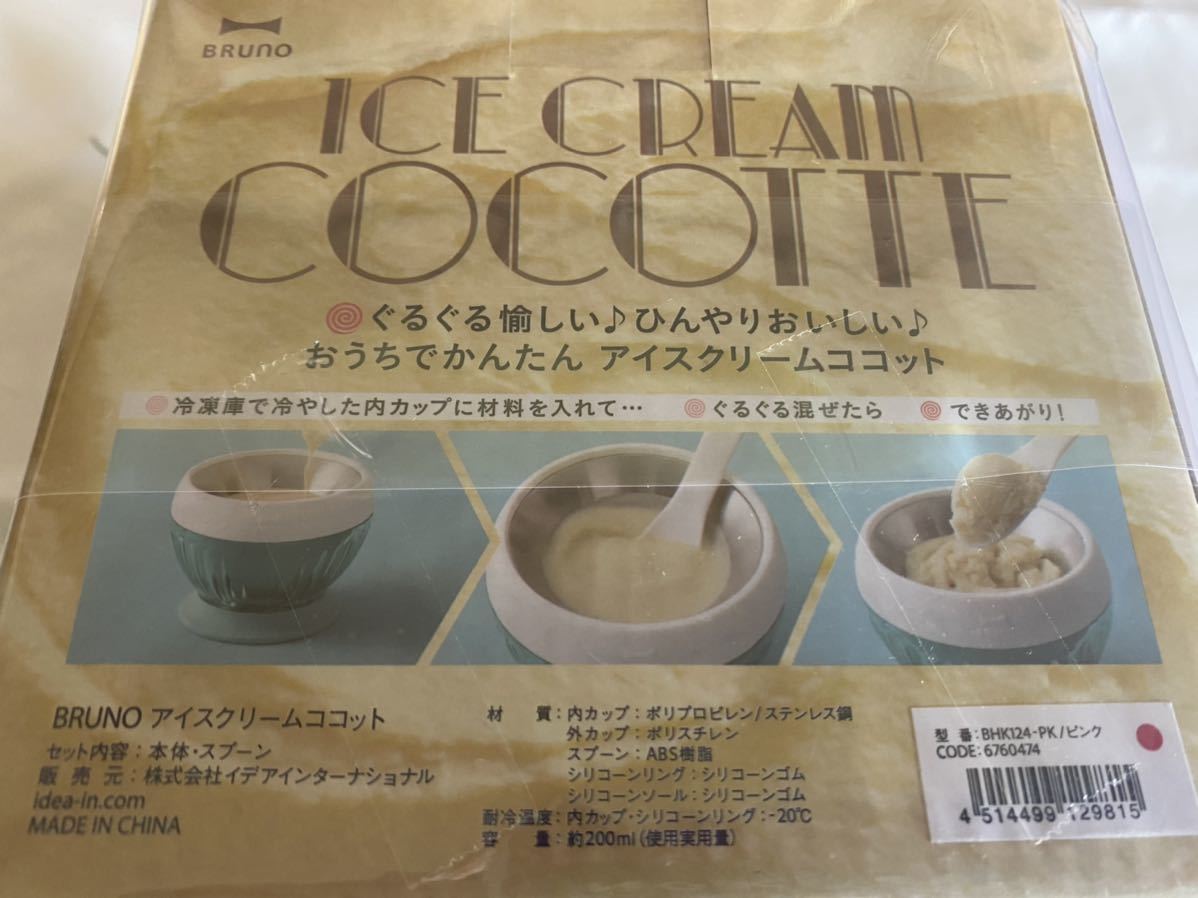 BRUNO
ICE CREAM
COCOTTE
ぐるぐる愉しい♪ひんやりおいしい♪
おうちでかんたん アイスクリームココット
冷凍庫で冷やした内カップに材料を入れて… ぐるぐる混ぜたら できあがり!
BRUNO アイスクリームココット
セット内容：本体・スプーン
販売元：株式会社イデアインターナショナル
idea-in.com
MADE IN CHINA
材質：内カップ：ポリプロピレン/ステンレス鋼
外カップ：ポリスチレン
スプーン：ABS樹脂
シリコーンリング：シリコーンゴム
シリコーンソール：シリコーンゴム
耐冷温度：内カップ・シリコーンリング：-20℃
容量：約200ml（使用実用量）
型番：BHK124-PK/ピンク
CODE：6760474
4 514499 129815